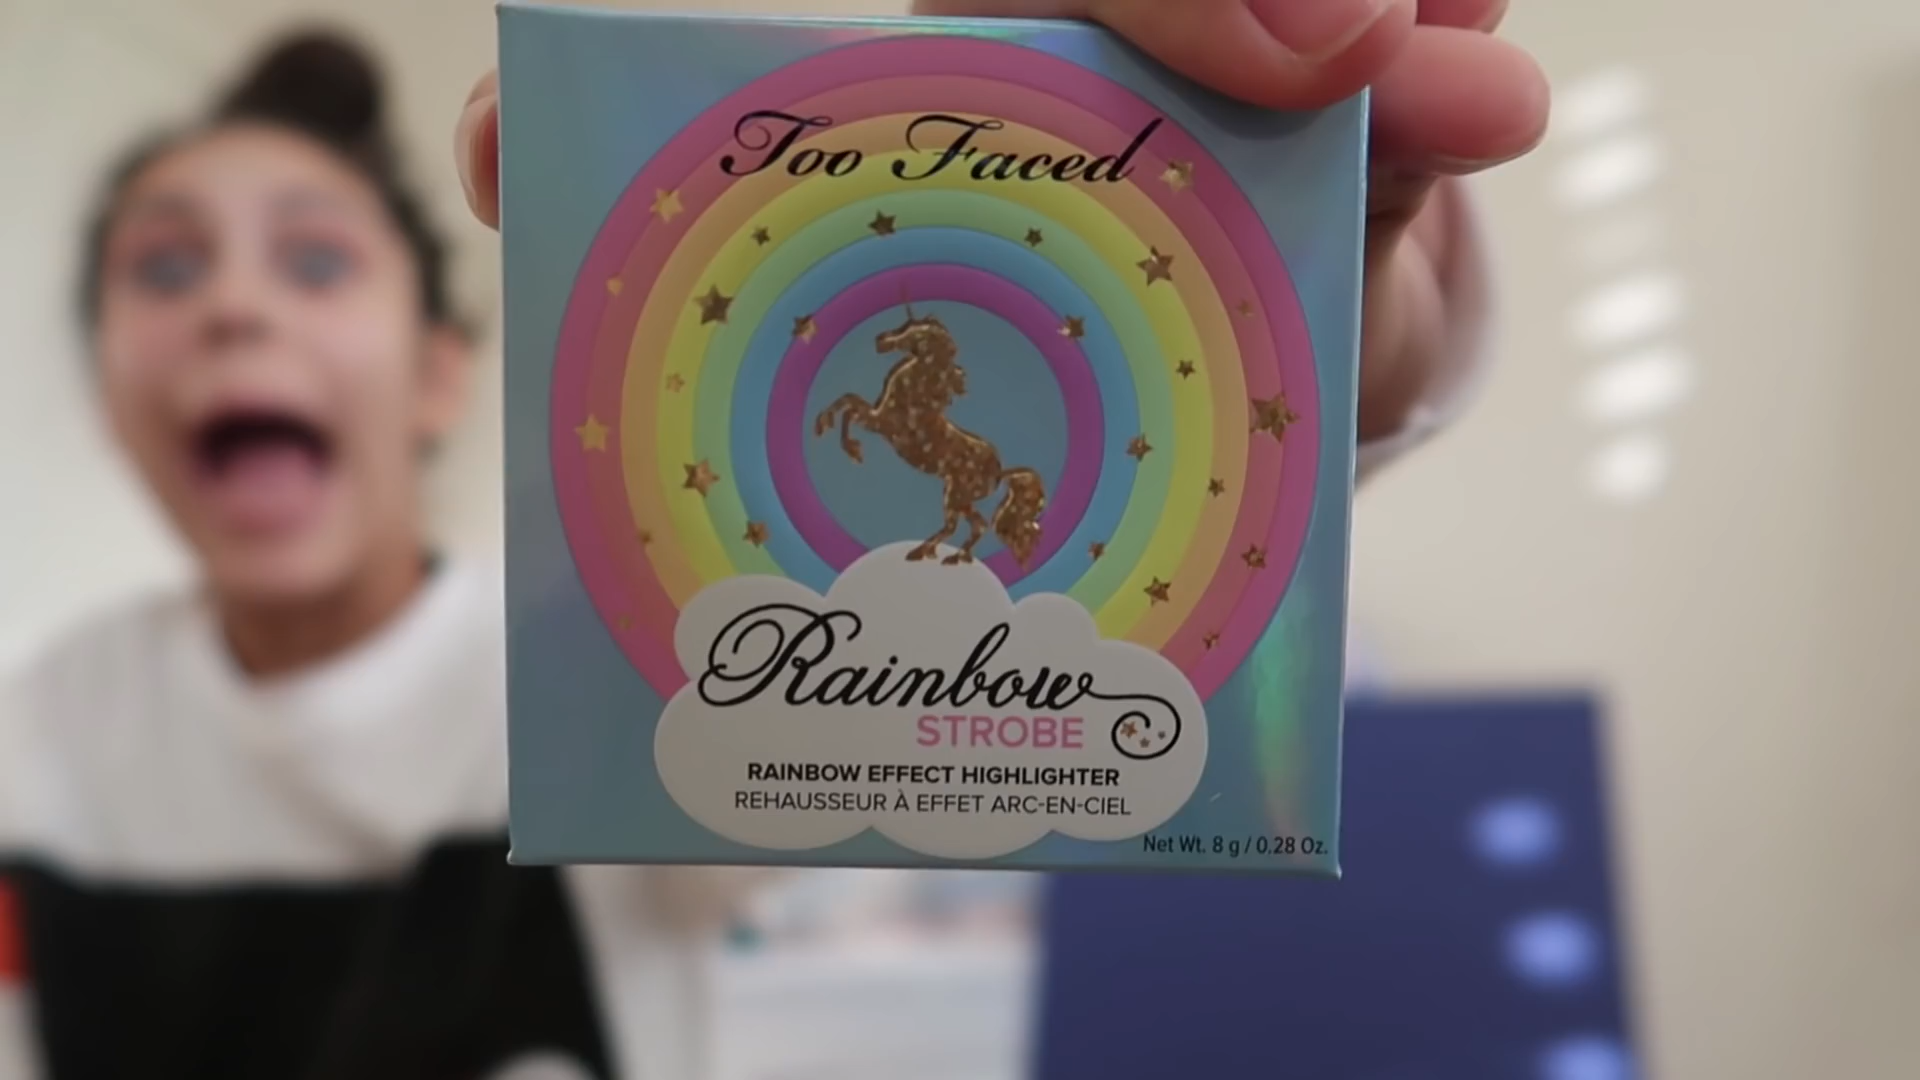 Too Faced
Rainbow
STROBE
RAINBOW EFFECT HIGHLIGHTER
REHAUSSEUR À EFFET ARC-EN-CIEL
Net Wt. 8 g / 0.28 Oz.